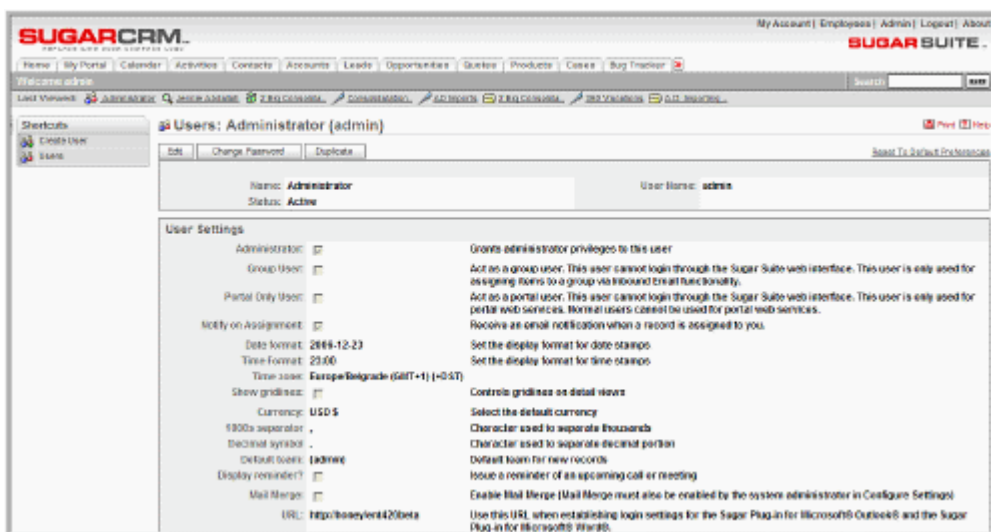 My Account | Employees | Admin | Logout | About
SUGARCRM.
SUGAR SUITE.
Home | My Portal | Calendar | Activities | Contacts | Accounts | Leads | Opportunities | Quotes | Products | Cases | Bug Tracker
Welcome admin
Search
Last Viewed: Administrator
Shortcuts
Create User
Users
Users: Administrator (admin)
Print Help
Edit Change Password Duplicate
Reset To Default Preferences
Name: Administrator User Name: admin
Status: Active
User Settings
Administrator: Grants administrator privileges to this user
Group User: Act as a group user. This user cannot login through the Sugar Suite web interface. This user is only used for
assigning items to a group via Inbound Email functionality.
Portal Only User: Act as a portal user. This user cannot login through the Sugar Suite web interface. This user is only used for
portal web services. Normal users cannot be used for portal web services.
Notify on Assignment: Receive an email notification when a record is assigned to you.
Date format: 2006-12-23 Set the display format for date stamps
Time Format: 23:00 Set the display format for time stamps
Time zone: Europe/Belgrade (GMT+1) (+DST)
Show gridlines: Controls gridlines on detail views
Currency: USD $ Select the default currency
1000s separator , Character used to separate thousands
Decimal symbol . Character used to separate decimal portion
Default team: (admin) Default team for new records
Display reminder? Issue a reminder of an upcoming call or meeting
Mail Merge: Enable Mail Merge (Mail Merge must also be enabled by the system administrator in Configure Settings)
URL: http://honey/ent420beta Use this URL when establishing login settings for the Sugar Plug-in for Microsoft® Outlook® and the Sugar
Plug-in for Microsoft® Word®.